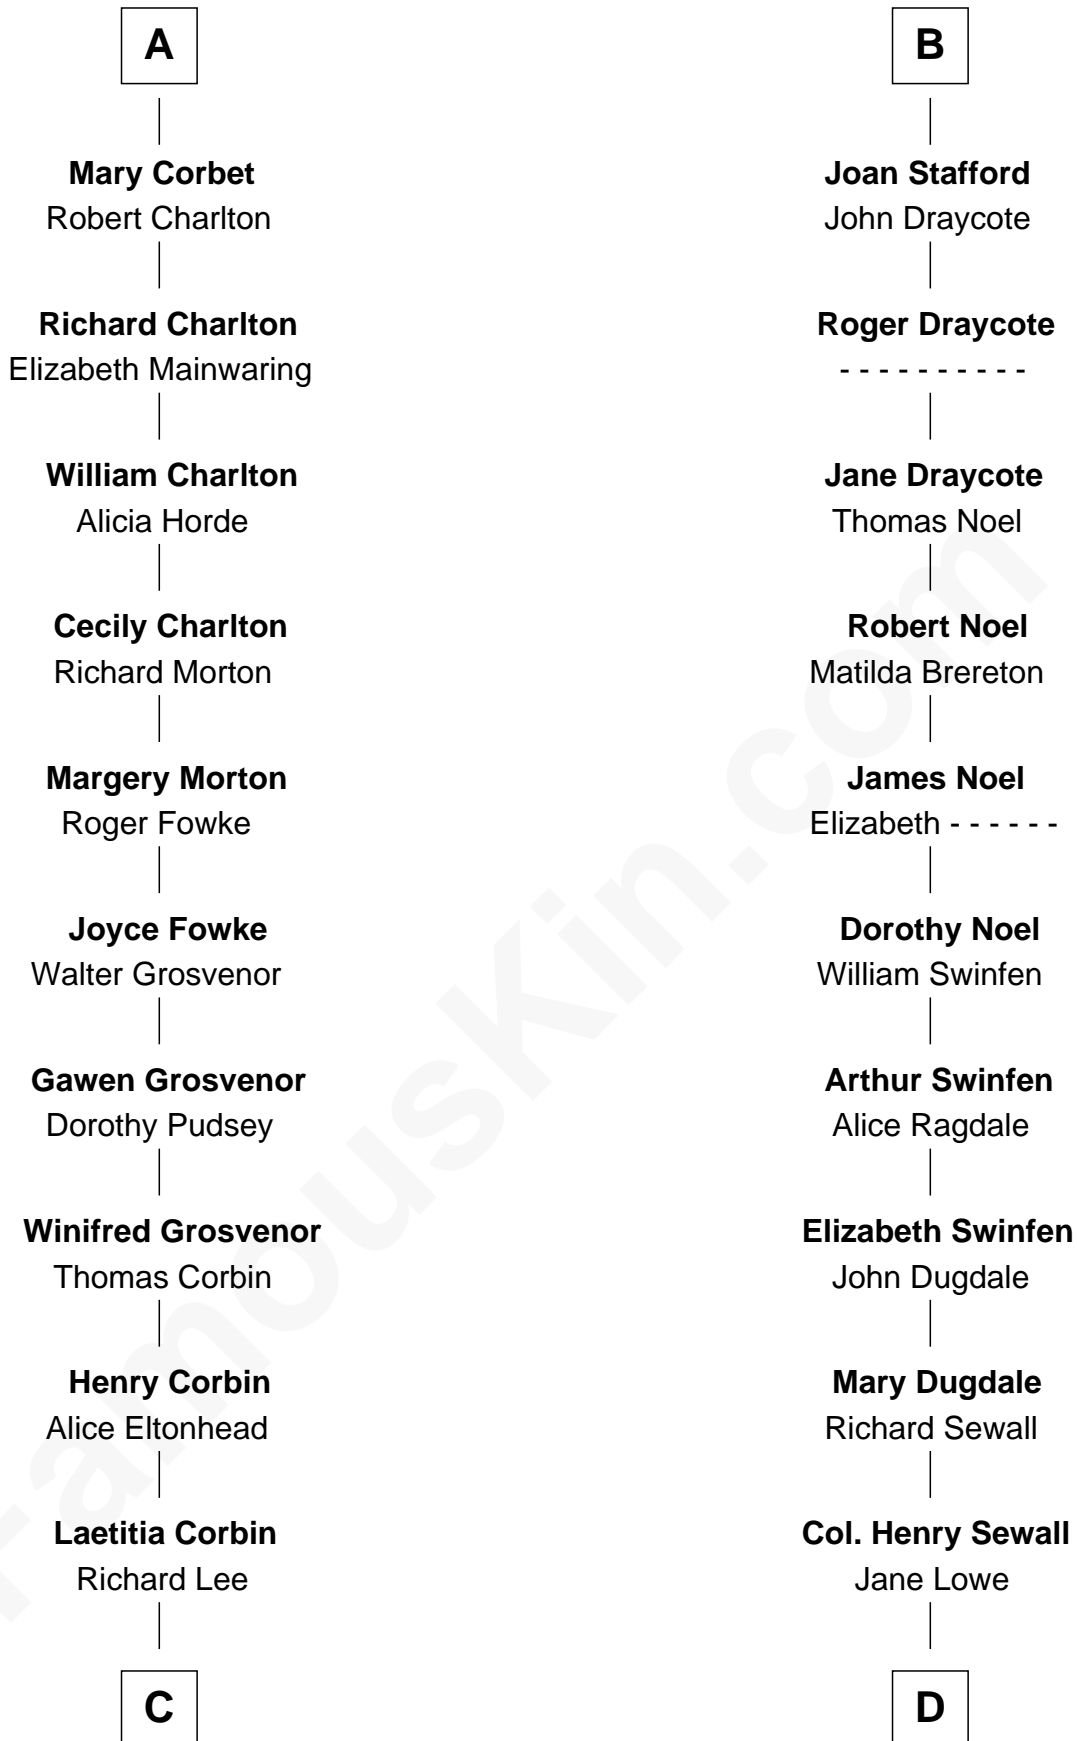 A
Mary Corbet
Robert Charlton
Richard Charlton
Elizabeth Mainwaring
William Charlton
Alicia Horde
Cecily Charlton
Richard Morton
Margery Morton
Roger Fowke
Joyce Fowke
Walter Grosvenor
Gawen Grosvenor
Dorothy Pudsey
Winifred Grosvenor
Thomas Corbin
Henry Corbin
Alice Eltonhead
Laetitia Corbin
Richard Lee
C
B
Joan Stafford
John Draycote
Roger Draycote
- - - - - - - - - -
Jane Draycote
Thomas Noel
Robert Noel
Matilda Brereton
James Noel
Elizabeth - - - - - -
Dorothy Noel
William Swinfen
Arthur Swinfen
Alice Ragdale
Elizabeth Swinfen
John Dugdale
Mary Dugdale
Richard Sewall
Col. Henry Sewall
Jane Lowe
D
FamousKin.com